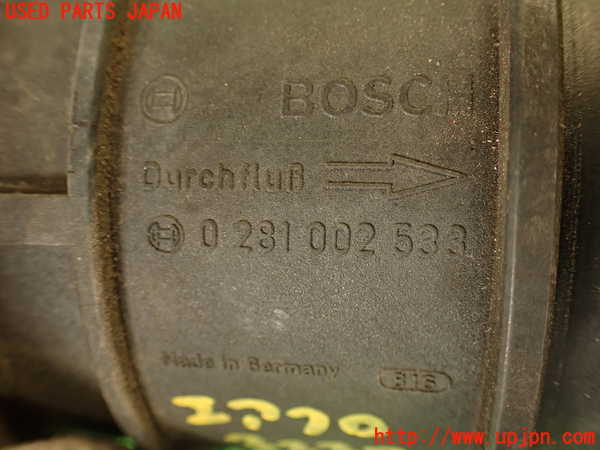 USED PARTS JAPAN
BOSCH
Durchfluß
0 281 002 533
Made in Germany
http://www.upjpn.com/